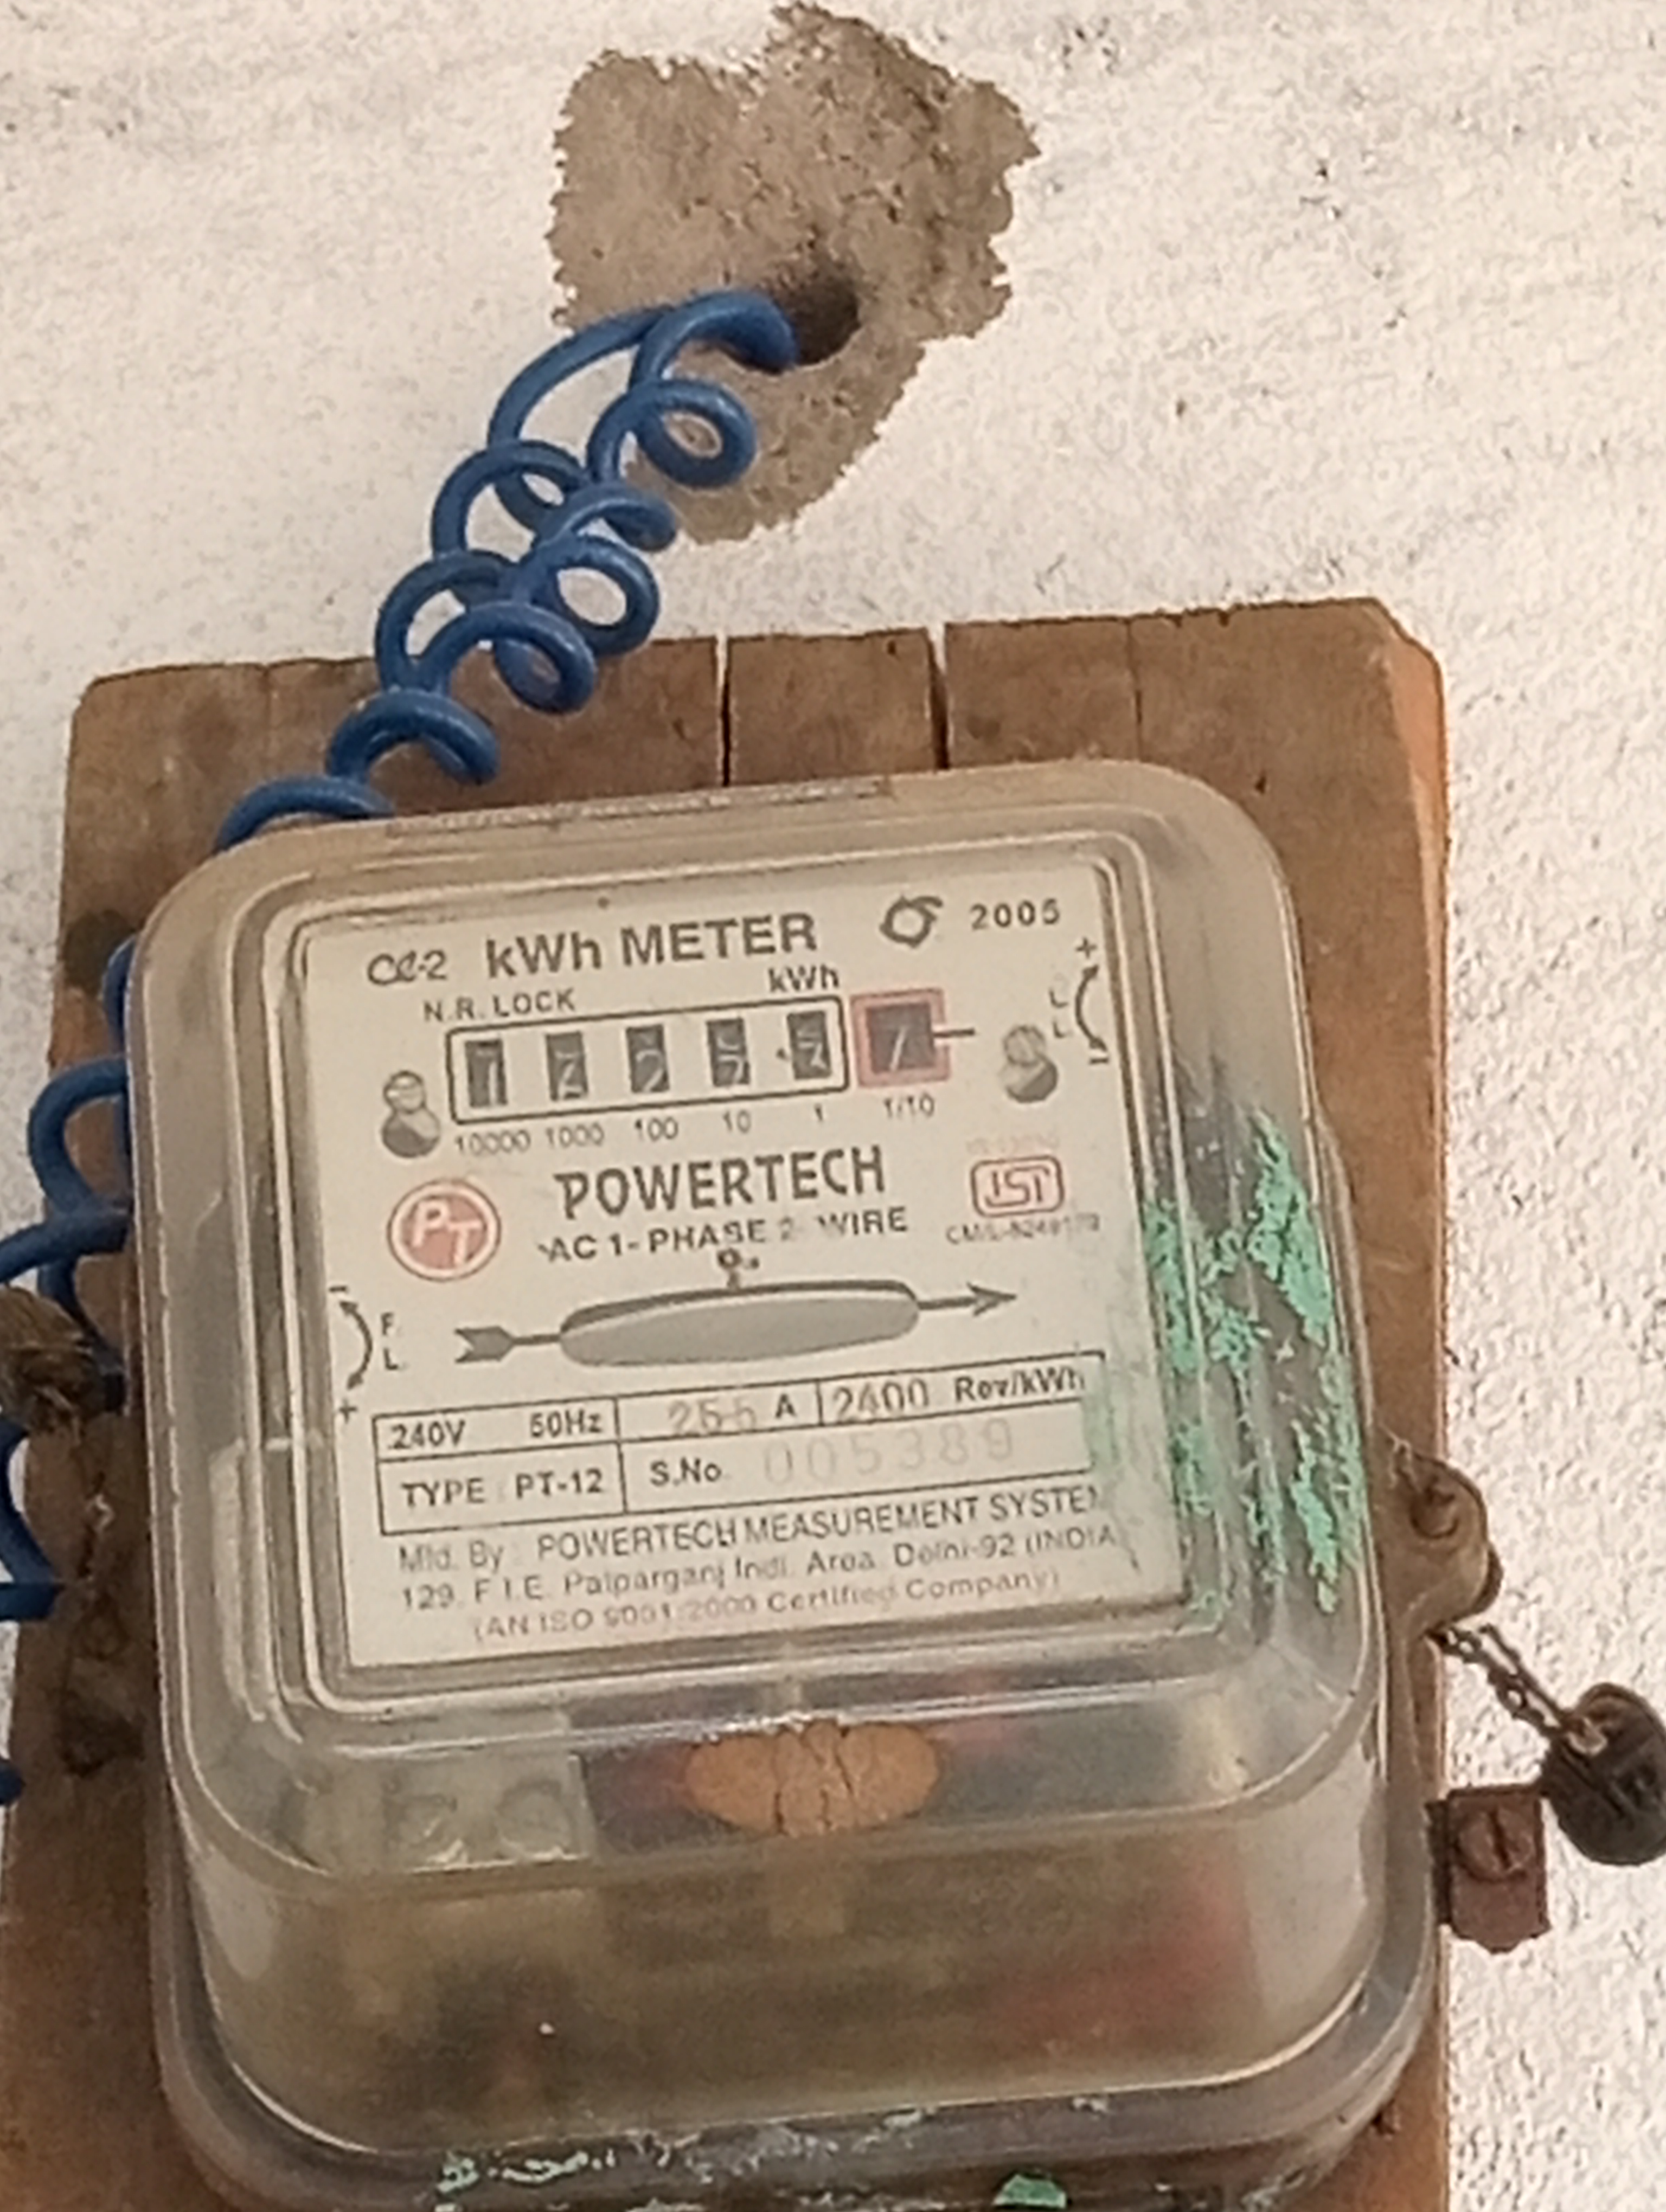 CL-2 kWh METER 2005
kWh
N.R. LOCK
10000 1000 100 10 1 1/10
POWERTECH
PT
ISI
AC 1-PHASE 2 WIRE
+
L
L
-
-
F
L
+
240V 50Hz A 2400 Rev/kWh
TYPE PT-12 S.No. 005389
Mfd. By : POWERTECH MEASUREMENT SYSTEM
129, F.I.E. Patparganj Indl. Area, Delhi-92 (INDIA
(AN ISO 9001:2000 Certified Company)